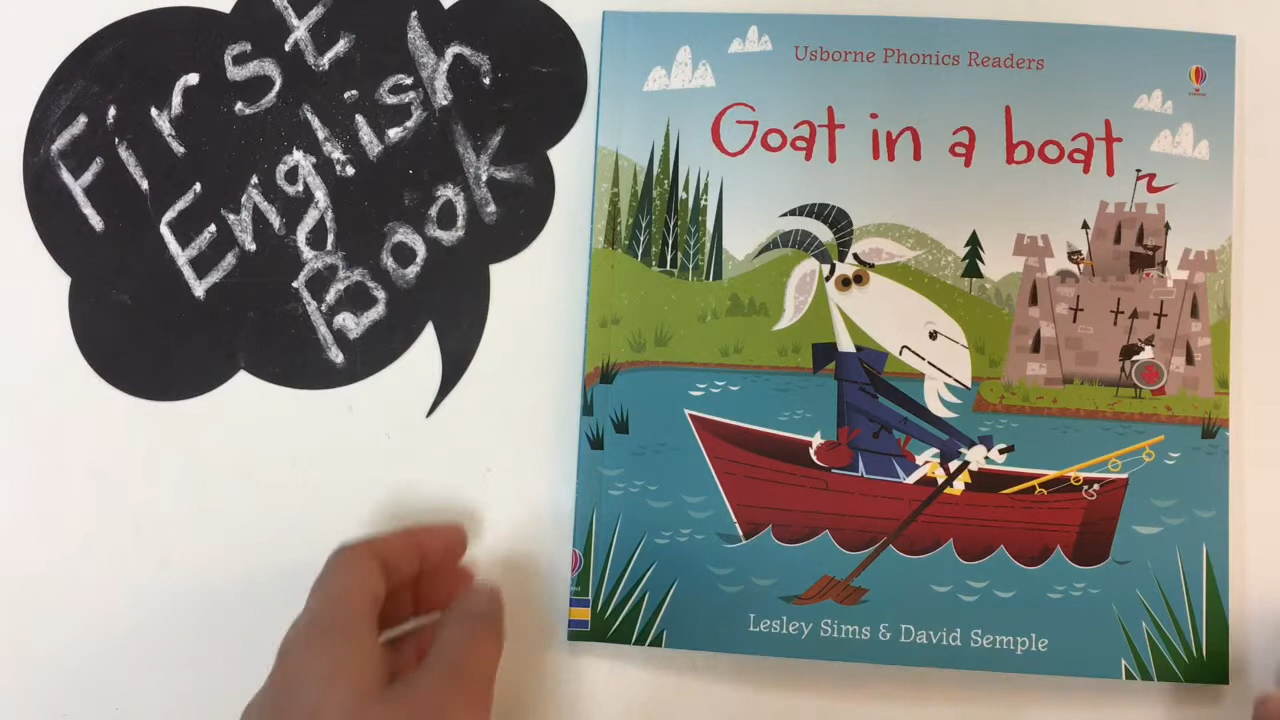 First
English
Book
Usborne Phonics Readers
Goat in a boat
Lesley Sims & David Semple